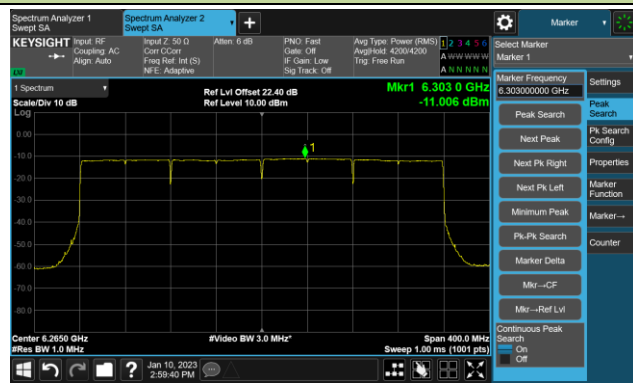 Spectrum Analyzer 1
Swept SA
Spectrum Analyzer 2
Swept SA
Marker
KEYSIGHT
Input: RF
Coupling: AC
Align: Auto
Input Z: 50 Ω
Corr CCorr
Freq Ref: Int (S)
NFE: Adaptive
Atten: 6 dB
PNO: Fast
Gate: Off
IF Gain: Low
Sig Track: Off
Avg Type: Power (RMS)
Avg|Hold: 4200/4200
Trig: Free Run
1 2 3 4 5 6
A W W W W W
A N N N N N
LXI
Select Marker
Marker 1
1 Spectrum
Scale/Div 10 dB
Log
Ref Lvl Offset 22.40 dB
Ref Level 10.00 dBm
Mkr1 6.303 0 GHz
-11.006 dBm
0.00
-10.0
-20.0
-30.0
-40.0
-50.0
-60.0
-70.0
-80.0
1
Center 6.2650 GHz
#Res BW 1.0 MHz
#Video BW 3.0 MHz*
Span 400.0 MHz
Sweep 1.00 ms (1001 pts)
Marker Frequency
6.303000000 GHz
Peak Search
Next Peak
Next Pk Right
Next Pk Left
Minimum Peak
Pk-Pk Search
Marker Delta
Mkr→CF
Mkr→Ref Lvl
Continuous Peak
Search
On
Off
Settings
Peak
Search
Pk Search
Config
Properties
Marker
Function
Marker→
Counter
?
Jan 10, 2023
2:59:40 PM